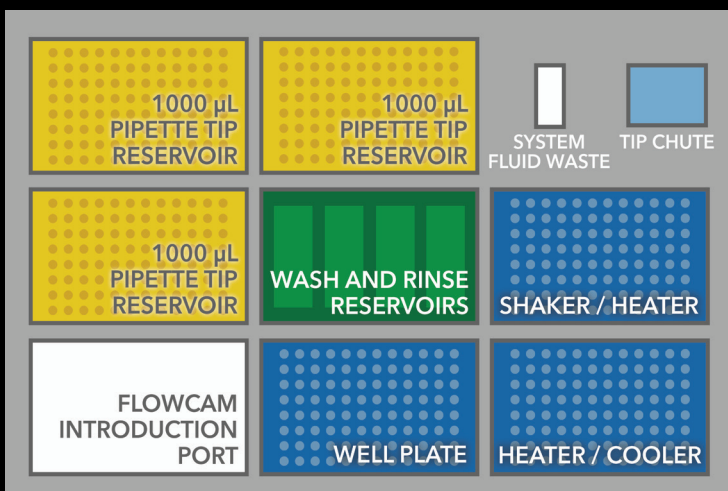 1000 µL
PIPETTE TIP
RESERVOIR
1000 µL
PIPETTE TIP
RESERVOIR
SYSTEM
FLUID WASTE
TIP CHUTE
1000 µL
PIPETTE TIP
RESERVOIR
WASH AND RINSE
RESERVOIRS
SHAKER / HEATER
FLOWCAM
INTRODUCTION
PORT
WELL PLATE
HEATER / COOLER